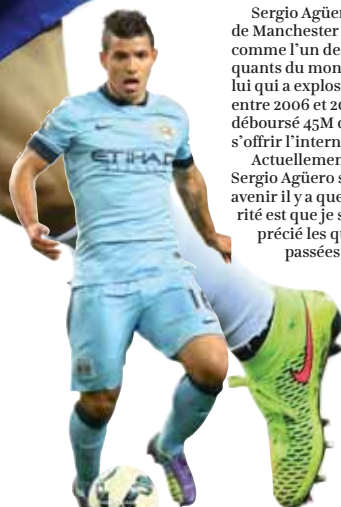 Sergio Agüer
de Manchester
comme l'un de
quants du mon
lui qui a explos
entre 2006 et 2
déboursé 45M d
s'offrir l'intern
Actuellemen
Sergio Agüero s
avenir il y a que
rité est que je s
précié les qu
passées
ETIHAD
16